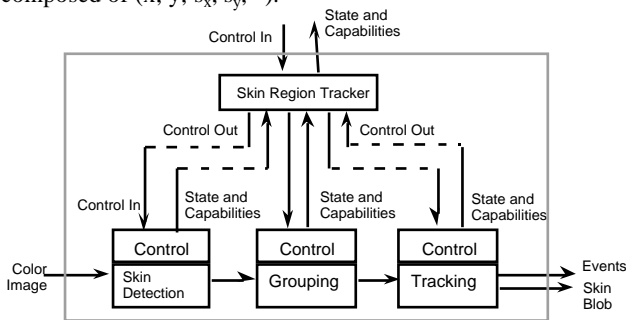 composed of (x, y, sx, sy,
State and
Capabilities
Control In
Skin Region Tracker
Control Out
Control Out
Control In
State and
Capabilities
State and
Capabilities
State and
Capabilities
Control
Control
Control
Color
Image
Skin
Detection
Grouping
Tracking
Events
Skin
Blob